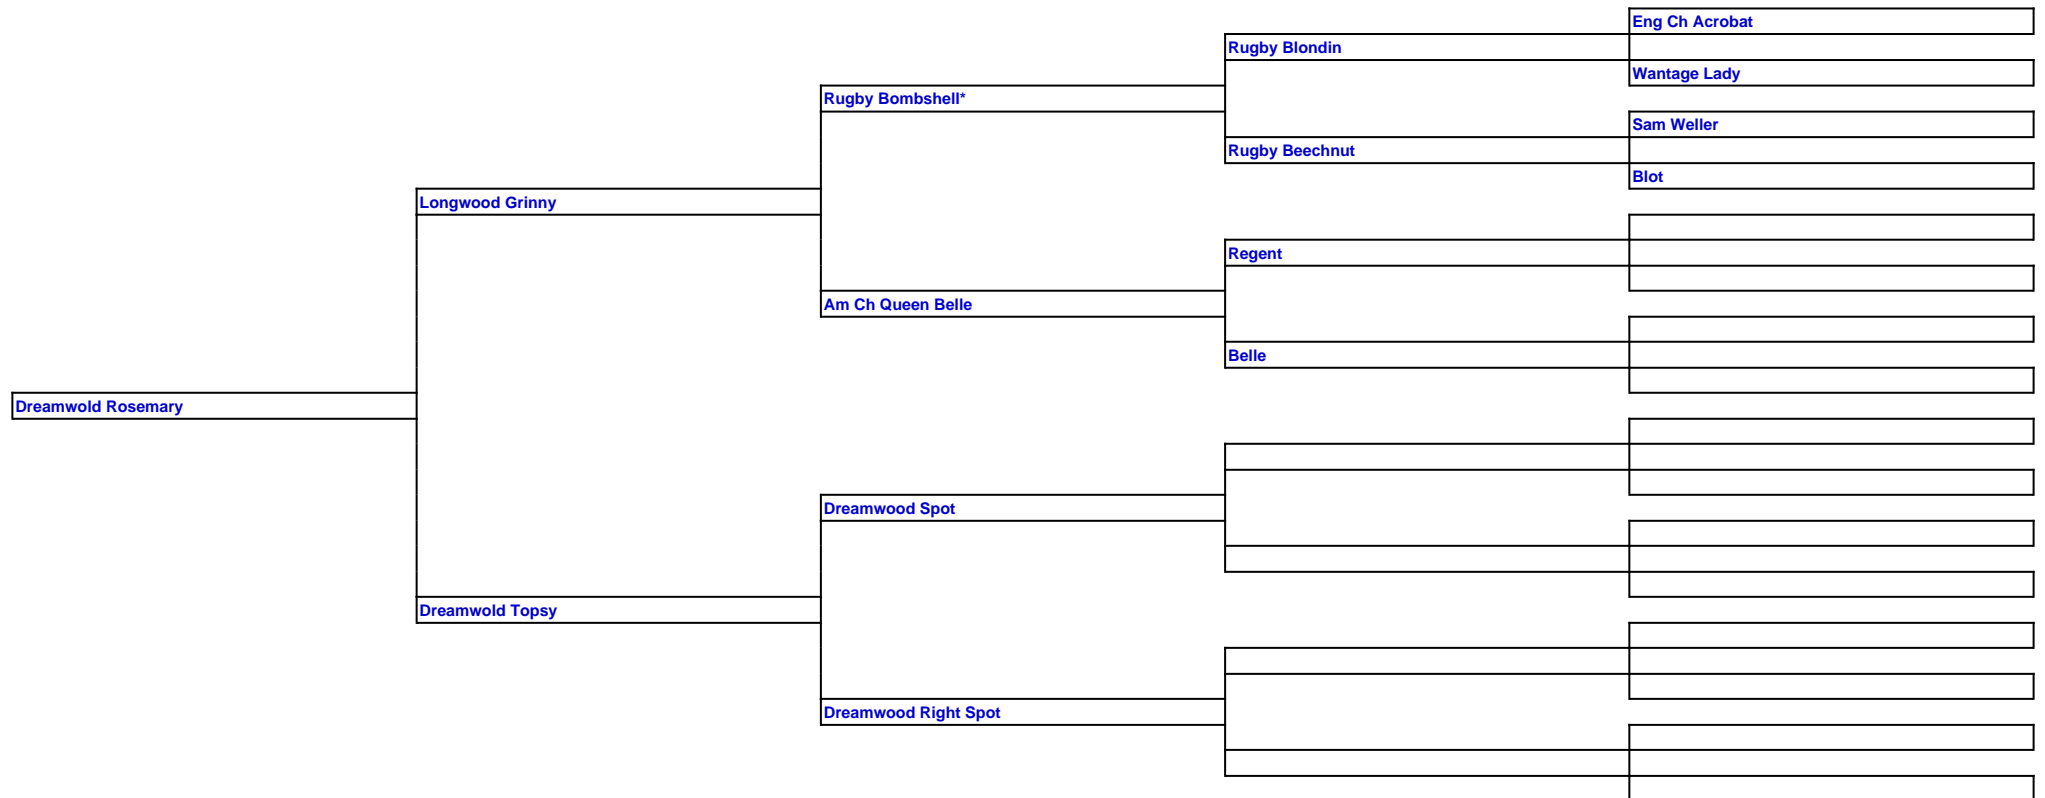 Eng Ch Acrobat
Rugby Blondin
Wantage Lady
Rugby Bombshell*
Sam Weller
Rugby Beechnut
Blot
Longwood Grinny
Regent
Am Ch Queen Belle
Belle
Dreamwold Rosemary
Dreamwood Spot
Dreamwold Topsy
Dreamwood Right Spot